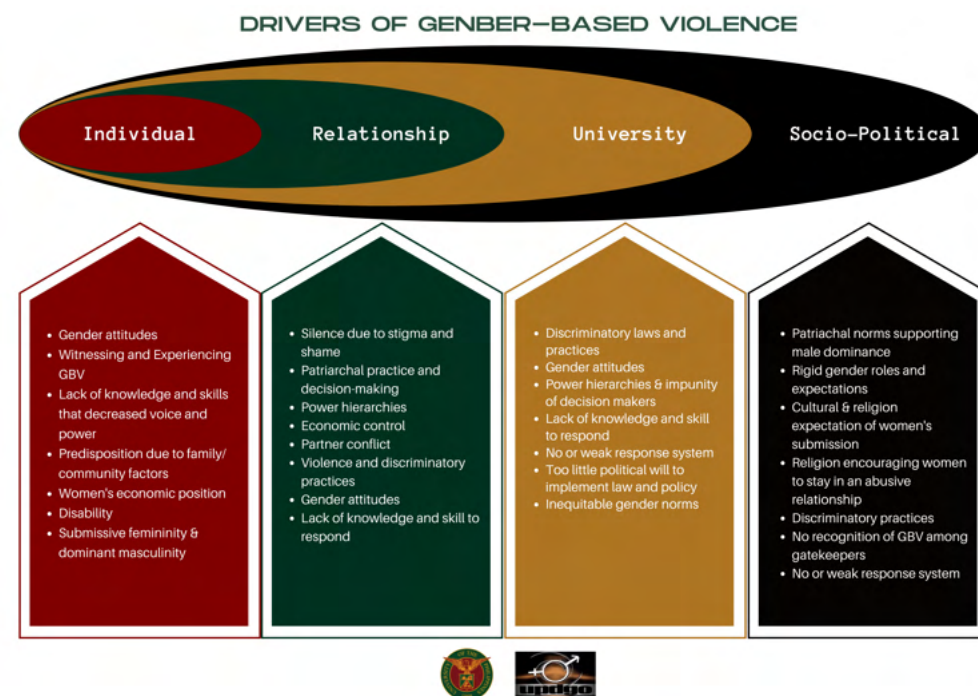 DRIVERS OF GENBER-BASED VIOLENCE
Individual
Relationship
University
Socio-Political
• Gender attitudes
• Witnessing and Experiencing
GBV
• Lack of knowledge and skills
that decreased voice and
power
• Predisposition due to family/
community factors
• Women's economic position
• Disability
• Submissive femininity &
dominant masculinity
• Silence due to stigma and
shame
• Patriarchal practice and
decision-making
• Power hierarchies
• Economic control
• Partner conflict
• Violence and discriminatory
practices
• Gender attitudes
• Lack of knowledge and skill to
respond
• Discriminatory laws and
practices
• Gender attitudes
• Power hierarchies & impunity
of decision makers
• Lack of knowledge and skill
to respond
• No or weak response system
• Too little political will to
implement law and policy
• Inequitable gender norms
• Patriachal norms supporting
male dominance
• Rigid gender roles and
expectations
• Cultural & religion
expectation of women's
submission
• Religion encouraging women
to stay in an abusive
relationship
• Discriminatory practices
• No recognition of GBV among
gatekeepers
• No or weak response system
updgo